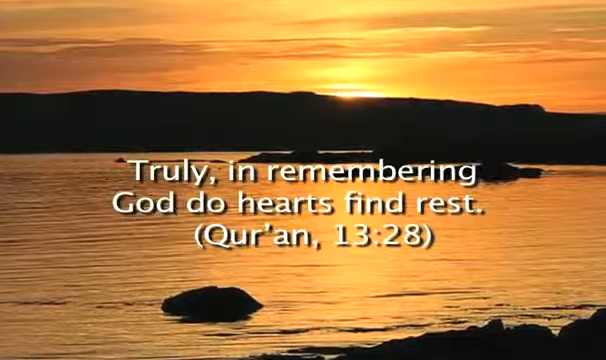 Truly, in remembering
God do hearts find rest.
(Qur'an, 13:28)